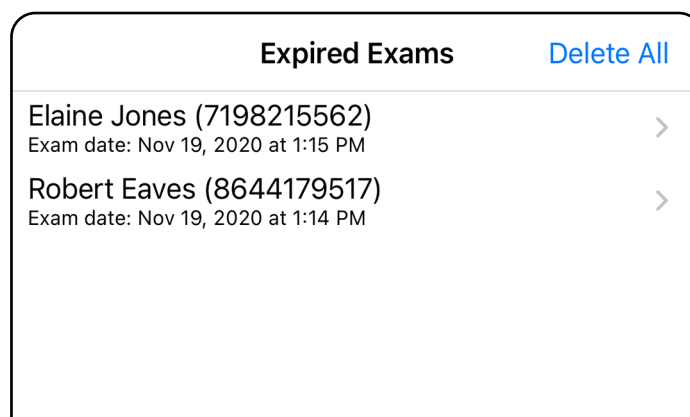 Expired Exams
Delete All
Elaine Jones (7198215562)
Exam date: Nov 19, 2020 at 1:15 PM
Robert Eaves (8644179517)
Exam date: Nov 19, 2020 at 1:14 PM